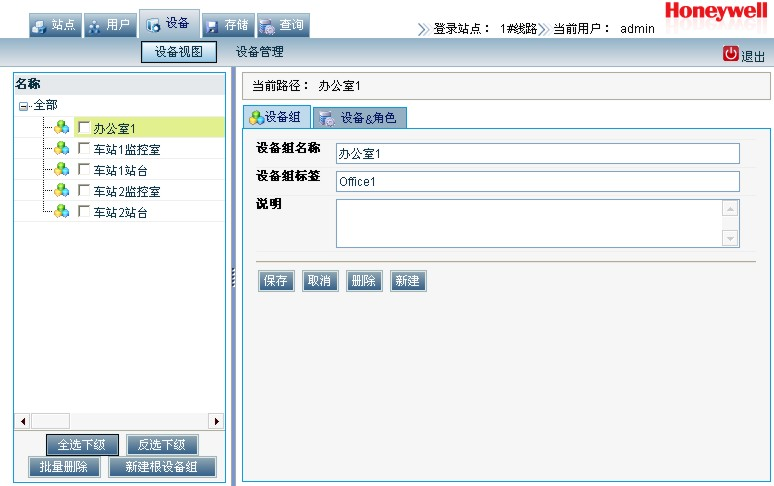 Honeywell
站点 用户 设备 存储 查询
登录站点： 1#线路 当前用户： admin
设备视图 设备管理
退出
名称
全部
办公室1
车站1监控室
车站1站台
车站2监控室
车站2站台
全选下级 反选下级
批量删除 新建根设备组
当前路径： 办公室1
设备组 设备&角色
设备组名称 办公室1
设备组标签 Office1
说明
保存 取消 删除 新建